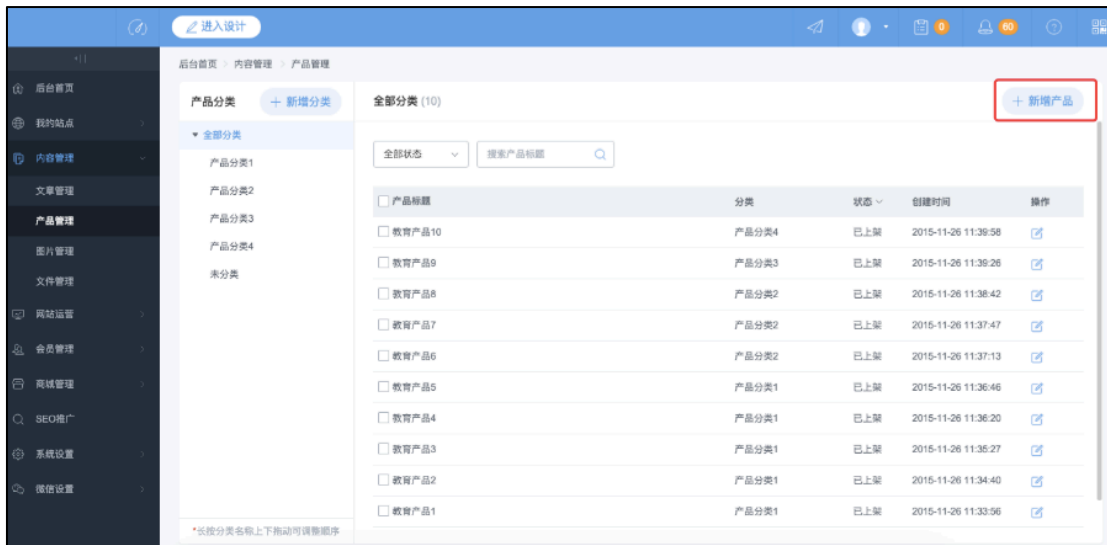 进入设计
0
60
后台首页 > 内容管理 > 产品管理
后台首页
我的站点
内容管理
文章管理
产品管理
图片管理
文件管理
网站运营
会员管理
商城管理
SEO推广
系统设置
微信设置
产品分类 + 新增分类
全部分类
产品分类1
产品分类2
产品分类3
产品分类4
未分类
*长按分类名称上下拖动可调整顺序
全部分类 (10) + 新增产品
全部状态 搜索产品标题
产品标题 分类 状态 创建时间 操作
教育产品10 产品分类4 已上架 2015-11-26 11:39:58
教育产品9 产品分类3 已上架 2015-11-26 11:39:26
教育产品8 产品分类2 已上架 2015-11-26 11:38:42
教育产品7 产品分类2 已上架 2015-11-26 11:37:47
教育产品6 产品分类2 已上架 2015-11-26 11:37:13
教育产品5 产品分类1 已上架 2015-11-26 11:36:46
教育产品4 产品分类1 已上架 2015-11-26 11:36:20
教育产品3 产品分类1 已上架 2015-11-26 11:35:27
教育产品2 产品分类1 已上架 2015-11-26 11:34:40
教育产品1 产品分类1 已上架 2015-11-26 11:33:56